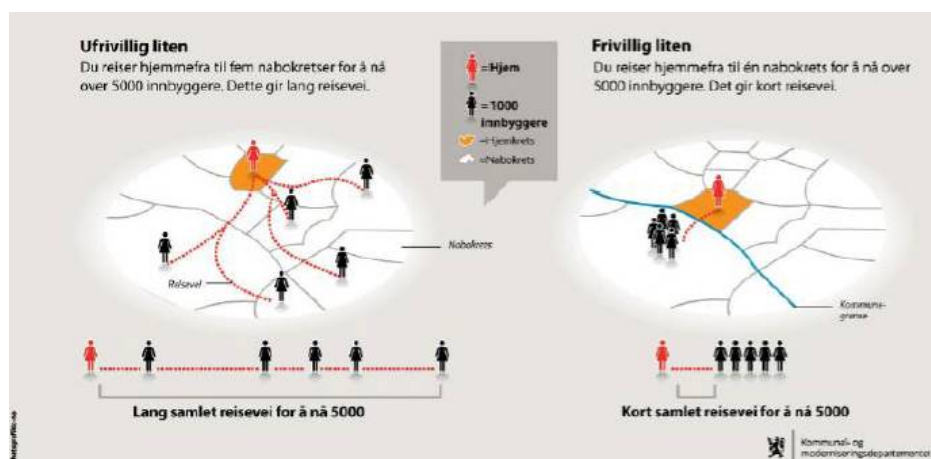 Ufrivillig liten
Du reiser hjemmefra til fem nabokretser for å nå
over 5000 innbyggere. Dette gir lang reisevei.
=Hjem
=1000
innbyggere
=Hjemkrets
=Nabokrets
Frivillig liten
Du reiser hjemmefra til én nabokrets for å nå over
5000 innbyggere. Det gir kort reisevei.
Nabokrets
Reisevei
Kommune-
grense
Lang samlet reisevei for å nå 5000
Kort samlet reisevei for å nå 5000
Kommunal- og
moderniseringsdepartementet